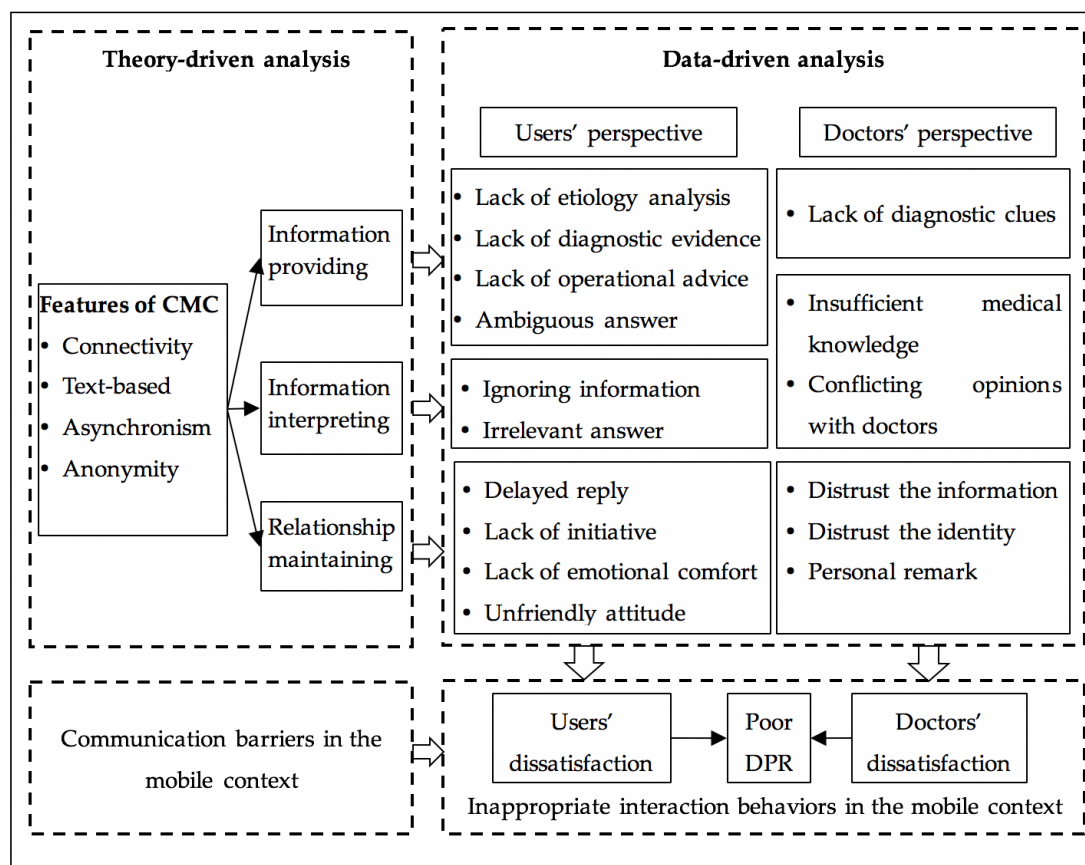 Theory-driven analysis
Features of CMC
• Connectivity
• Text-based
• Asynchronism
• Anonymity
Information
providing
Information
interpreting
Relationship
maintaining
Data-driven analysis
Users' perspective
• Lack of etiology analysis
• Lack of diagnostic evidence
• Lack of operational advice
• Ambiguous answer
• Ignoring information
• Irrelevant answer
• Delayed reply
• Lack of initiative
• Lack of emotional comfort
• Unfriendly attitude
Doctors' perspective
• Lack of diagnostic clues
• Insufficient medical
knowledge
• Conflicting opinions
with doctors
• Distrust the information
• Distrust the identity
• Personal remark
Communication barriers in the
mobile context
Users'
dissatisfaction
Poor
DPR
Doctors'
dissatisfaction
Inappropriate interaction behaviors in the mobile context